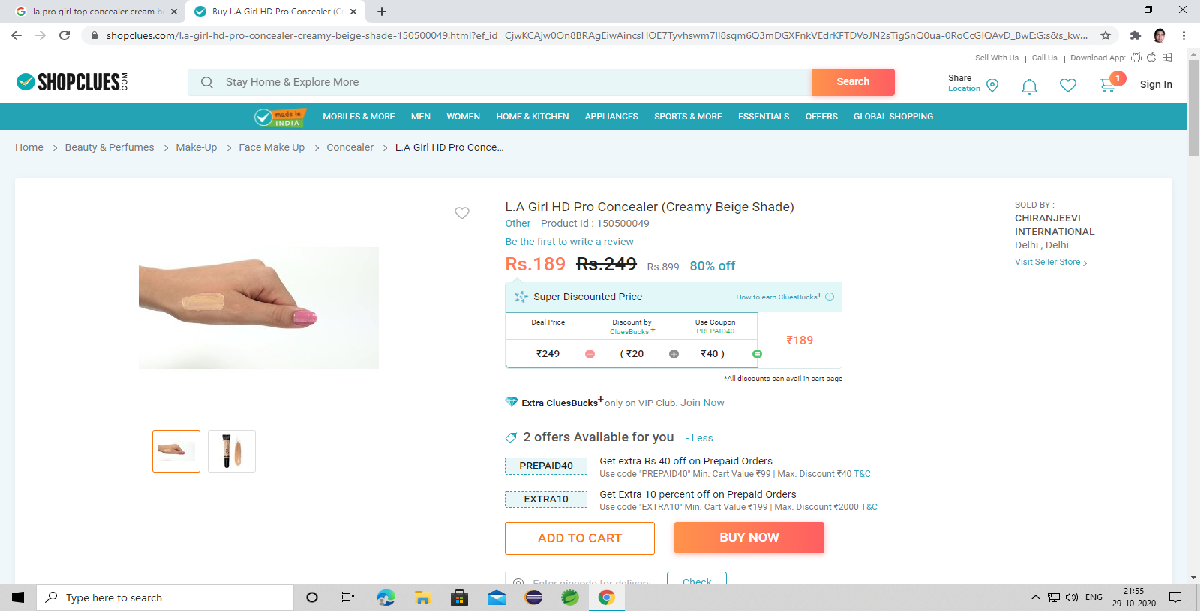 la pro girl top concealer cream b
Buy L.A Girl HD Pro Concealer (Cr
shopclues.com/l.a-girl-hd-pro-concealer-creamy-beige-shade-150500049.html?ef_id
SHOPCLUES.COM
Stay Home & Explore More
Search
Sell With Us | Call Us | Download App:
Share
Location
1
Sign In
made in
INDIA
MOBILES & MORE MEN WOMEN HOME & KITCHEN APPLIANCES SPORTS & MORE ESSENTIALS OFFERS GLOBAL SHOPPING
Home > Beauty & Perfumes > Make-Up > Face Make Up > Concealer > L.A Girl HD Pro Conce...
L.A Girl HD Pro Concealer (Creamy Beige Shade)
Other Product Id : 150500049
Be the first to write a review
Rs.189 Rs.249 Rs.899 80% off
Super Discounted Price How to earn CluesBucks+
Deal Price Discount by Use Coupon
CluesBucks+ PREPAID40
₹249 - (₹20 + ₹40 ) = ₹189
*All discounts can avail in cart page
Extra CluesBucks+ only on VIP Club. Join Now
2 offers Available for you - Less
PREPAID40 Get extra Rs 40 off on Prepaid Orders
Use code "PREPAID40" Min. Cart Value ₹99 | Max. Discount ₹40 T&C
EXTRA10 Get Extra 10 percent off on Prepaid Orders
Use code "EXTRA10" Min. Cart Value ₹199 | Max. Discount ₹2000 T&C
ADD TO CART BUY NOW
Check
SOLD BY :
CHIRANJEEVI
INTERNATIONAL
Delhi , Delhi
Visit Seller Store >
Type here to search
ENG
21:55
29-10-2020